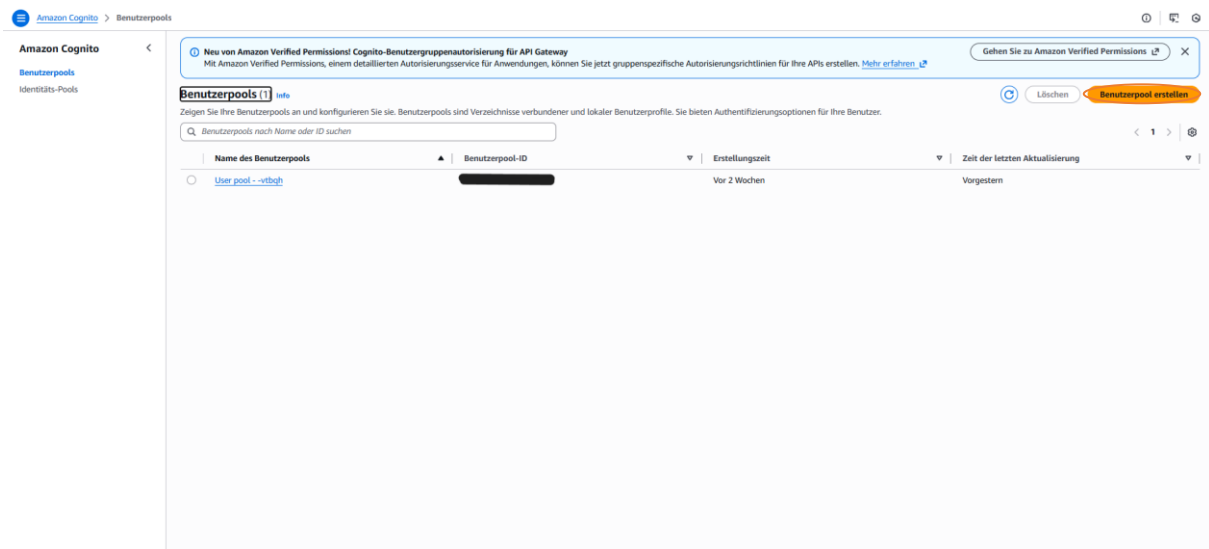 Amazon Cognito > Benutzerpools
Amazon Cognito <
Benutzerpools
Identitäts-Pools
Neu von Amazon Verified Permissions! Cognito-Benutzergruppenautorisierung für API Gateway
Mit Amazon Verified Permissions, einem detaillierten Autorisierungsservice für Anwendungen, können Sie jetzt gruppenspezifische Autorisierungsrichtlinien für Ihre APIs erstellen. Mehr erfahren
Gehen Sie zu Amazon Verified Permissions
Benutzerpools (1) Info
Löschen
Benutzerpool erstellen
Zeigen Sie Ihre Benutzerpools an und konfigurieren Sie sie. Benutzerpools sind Verzeichnisse verbundener und lokaler Benutzerprofile. Sie bieten Authentifizierungsoptionen für Ihre Benutzer.
Benutzerpools nach Name oder ID suchen
< 1 >
Name des Benutzerpools Benutzerpool-ID Erstellungszeit Zeit der letzten Aktualisierung
User pool - -vtbqh Vor 2 Wochen Vorgestern